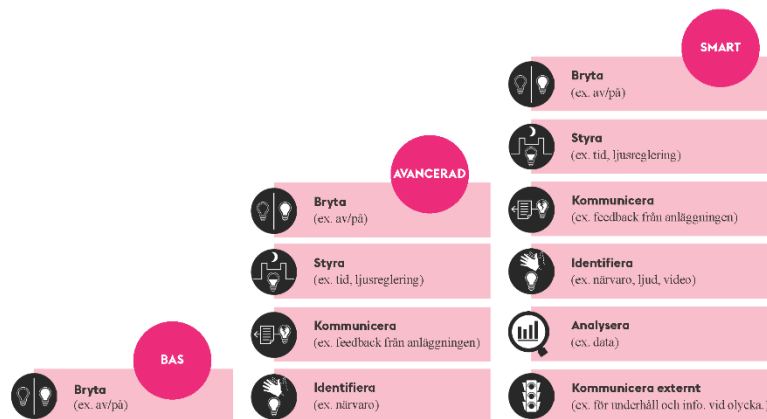 BAS
Bryta
(ex. av/på)
AVANCERAD
Bryta
(ex. av/på)
Styra
(ex. tid, ljusreglering)
Kommunicera
(ex. feedback från anläggningen)
Identifiera
(ex. närvaro)
SMART
Bryta
(ex. av/på)
Styra
(ex. tid, ljusreglering)
Kommunicera
(ex. feedback från anläggningen)
Identifiera
(ex. närvaro, ljud, video)
Analysera
(ex. data)
Kommunicera externt
(ex. för underhåll och info. vid olycka.